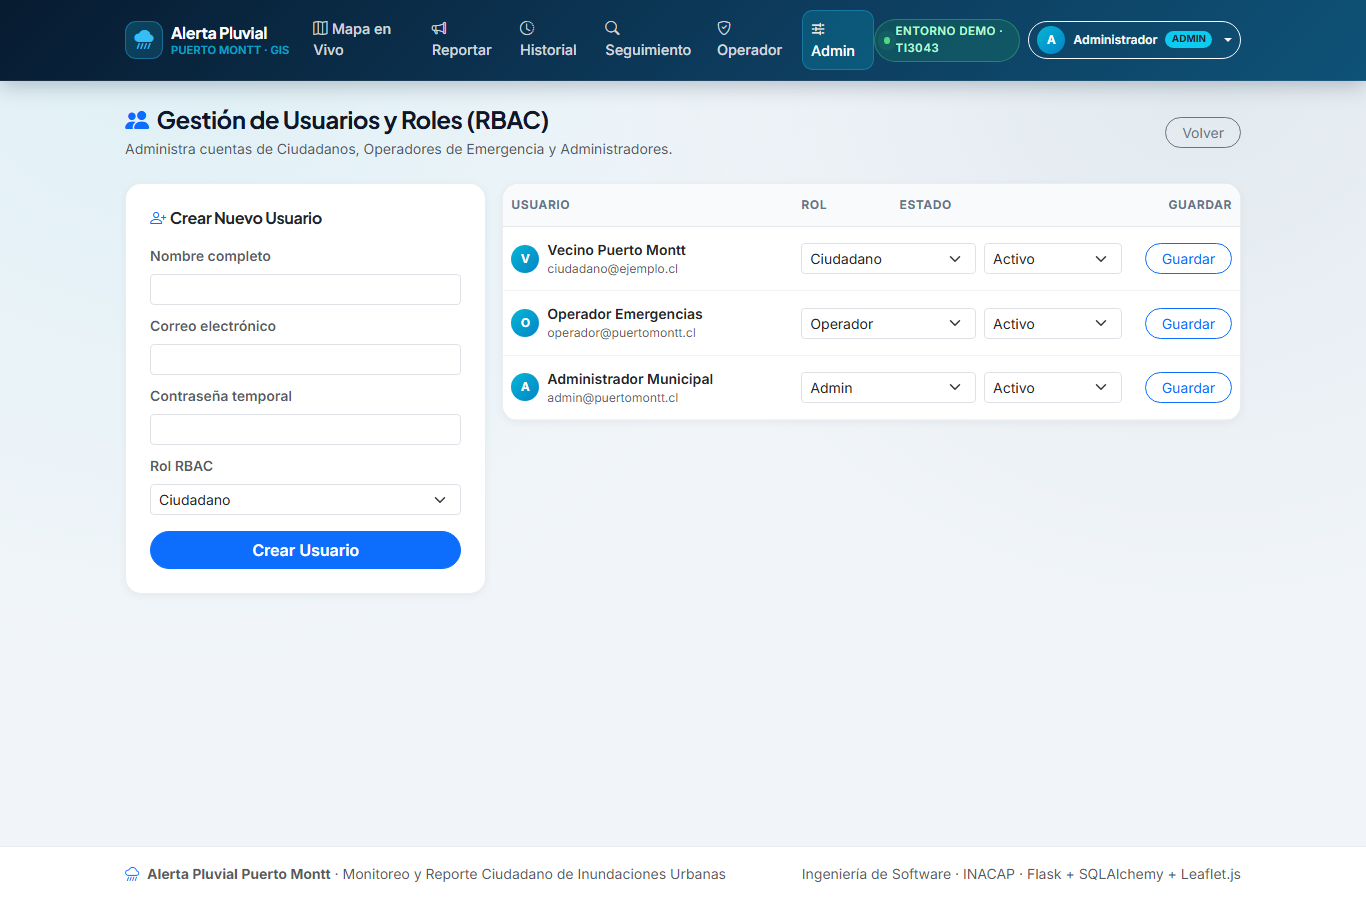 Alerta Pluvial
PUERTO MONTT · GIS
Mapa en
Vivo
Reportar
Historial
Seguimiento
Operador
Admin
ENTORNO DEMO ·
TI3043
A Administrador ADMIN
Gestión de Usuarios y Roles (RBAC)
Administra cuentas de Ciudadanos, Operadores de Emergencia y Administradores.
Volver
Crear Nuevo Usuario
Nombre completo
Correo electrónico
Contraseña temporal
Rol RBAC
Ciudadano
Crear Usuario
USUARIO ROL ESTADO GUARDAR
V Vecino Puerto Montt
ciudadano@ejemplo.cl
Ciudadano Activo Guardar
O Operador Emergencias
operador@puertomontt.cl
Operador Activo Guardar
A Administrador Municipal
admin@puertomontt.cl
Admin Activo Guardar
Alerta Pluvial Puerto Montt · Monitoreo y Reporte Ciudadano de Inundaciones Urbanas
Ingeniería de Software · INACAP · Flask + SQLAlchemy + Leaflet.js